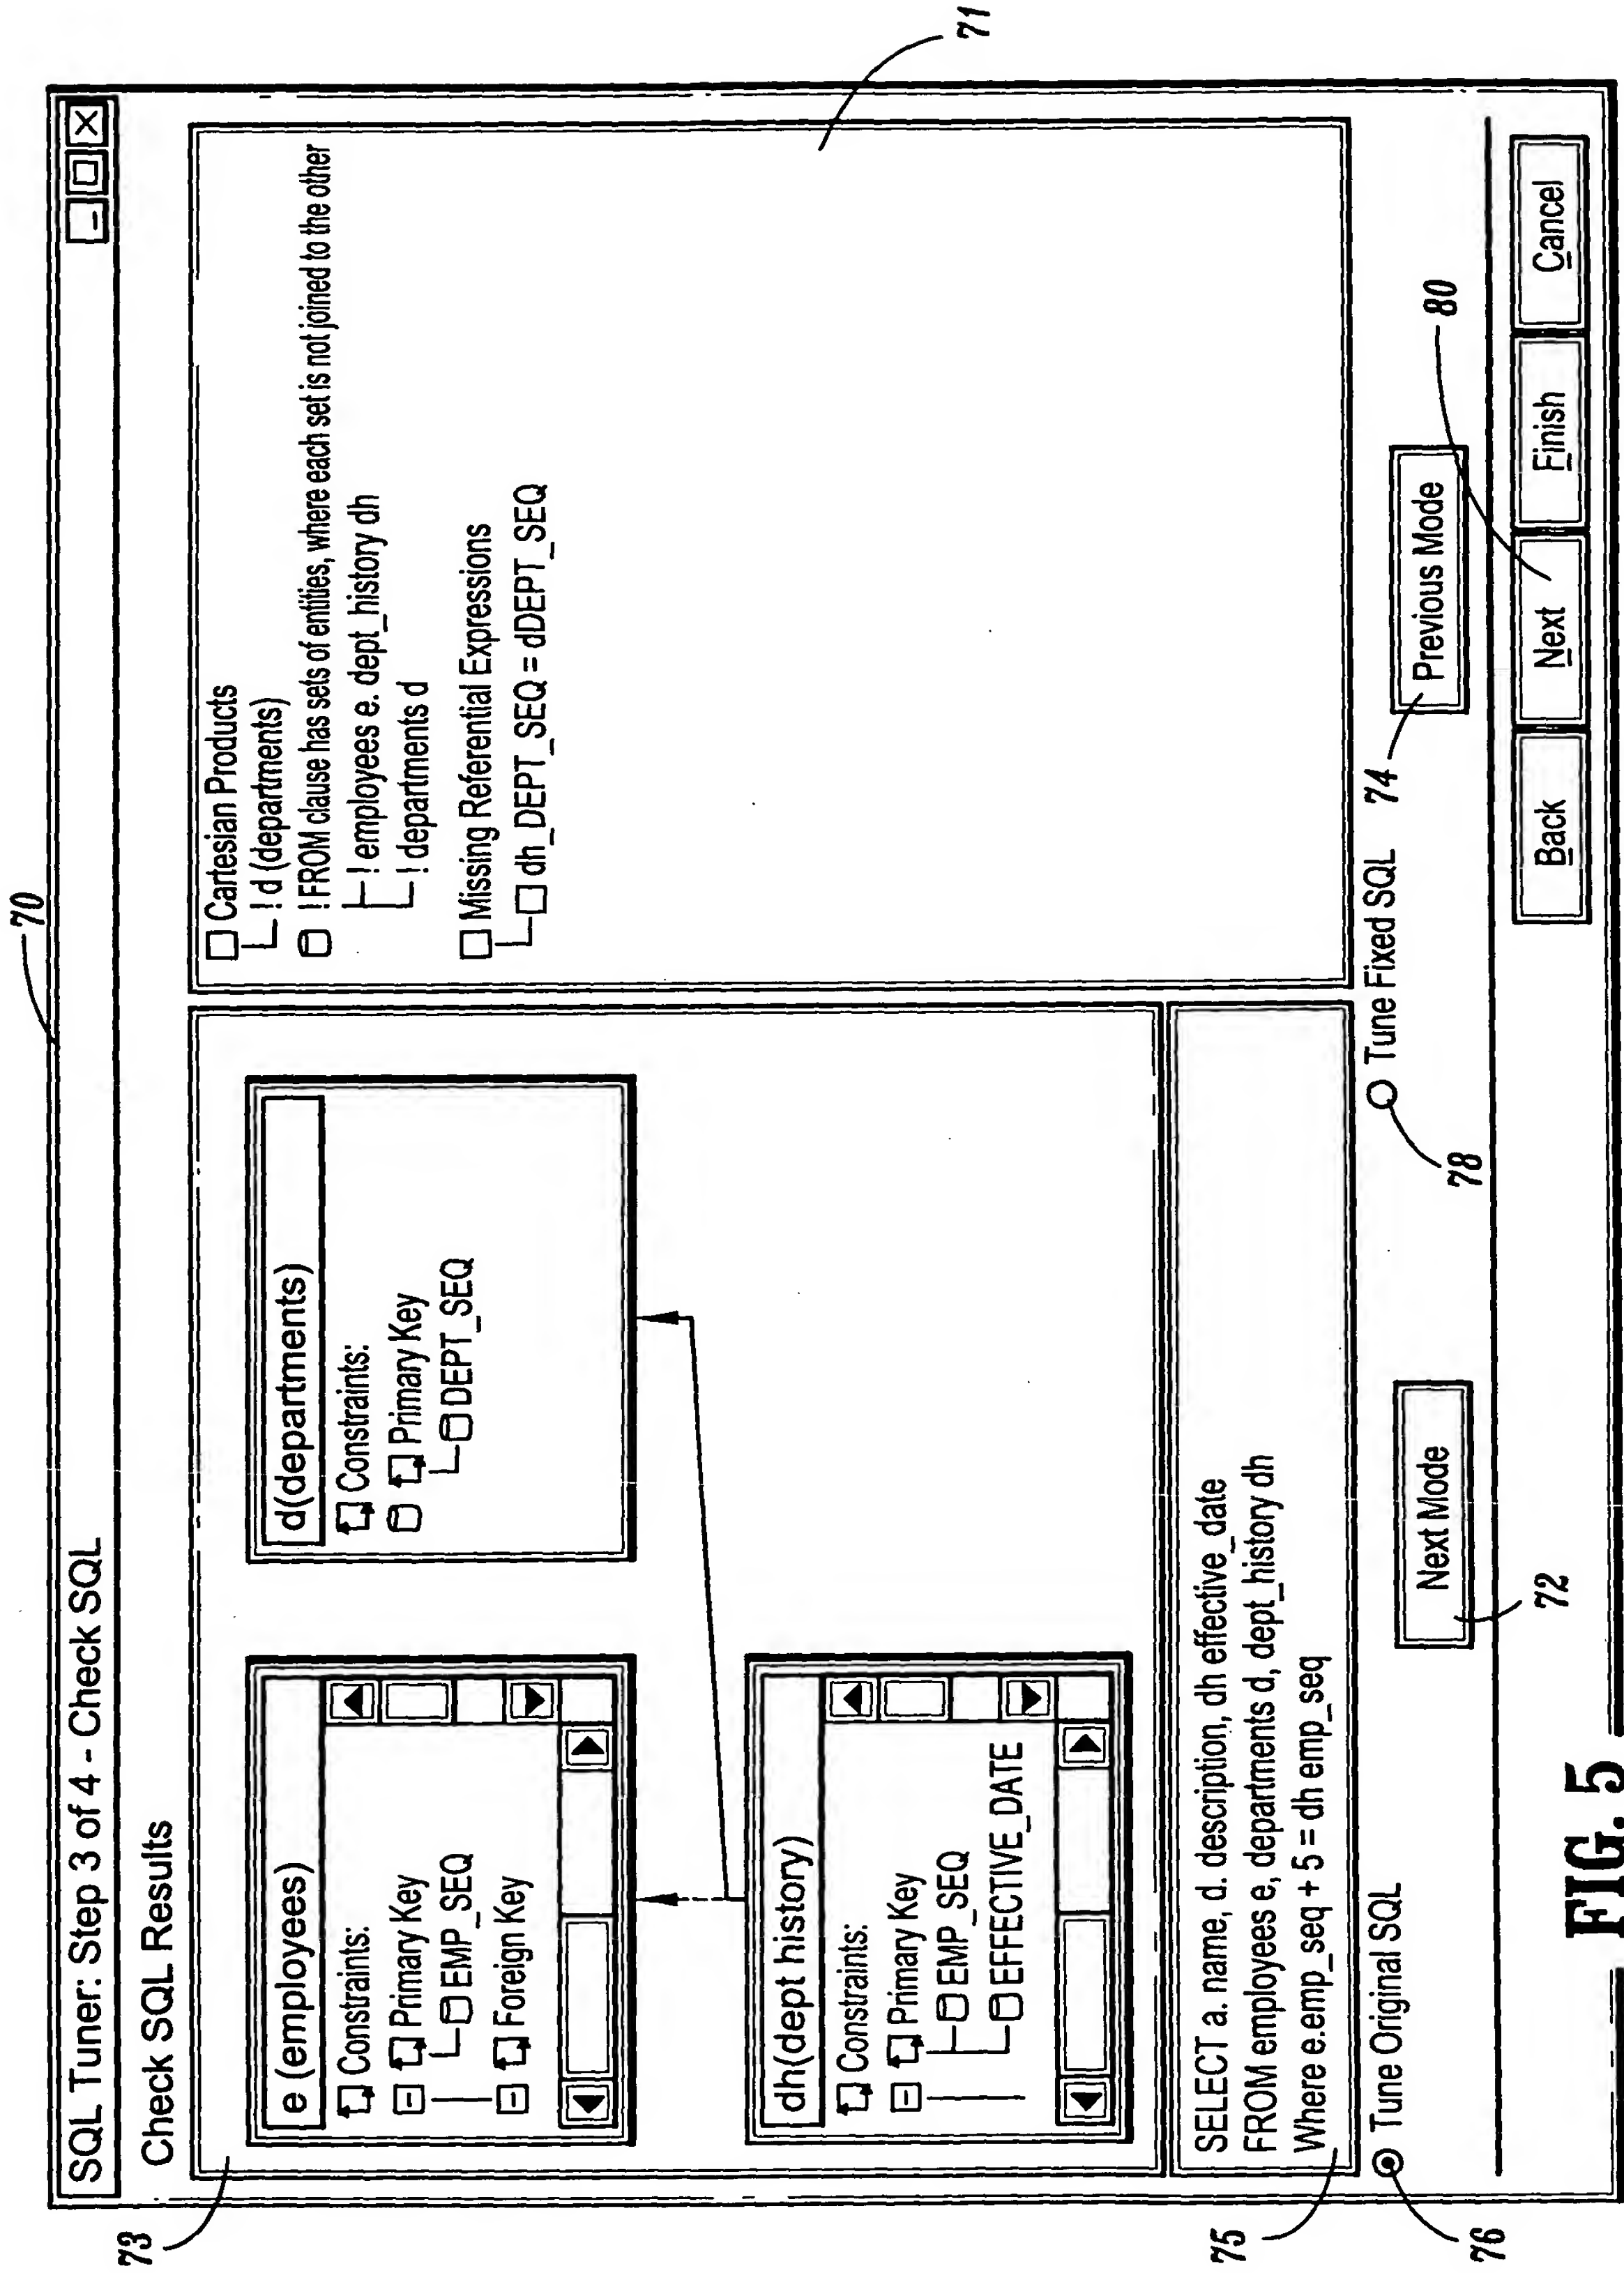 70
SQL Tuner: Step 3 of 4 - Check SQL
Check SQL Results
73
e (employees)
Constraints:
Primary Key
EMP_SEQ
Foreign Key
d(departments)
Constraints:
Primary Key
DEPT_SEQ
dh(dept history)
Constraints:
Primary Key
EMP_SEQ
EFFECTIVE_DATE
Cartesian Products
! d (departments)
! FROM clause has sets of entities, where each set is not joined to the other
! employees e. dept_history dh
! departments d
Missing Referential Expressions
dh_DEPT_SEQ = dDEPT_SEQ
71
75
SELECT a. name, d. description, dh effective_date
FROM employees e, departments d, dept_history dh
Where e.emp_seq + 5 = dh emp_seq
76
Tune Original SQL
78
Tune Fixed SQL
72
Next Mode
74
Previous Mode
80
Back
Next
Finish
Cancel
FIG. 5